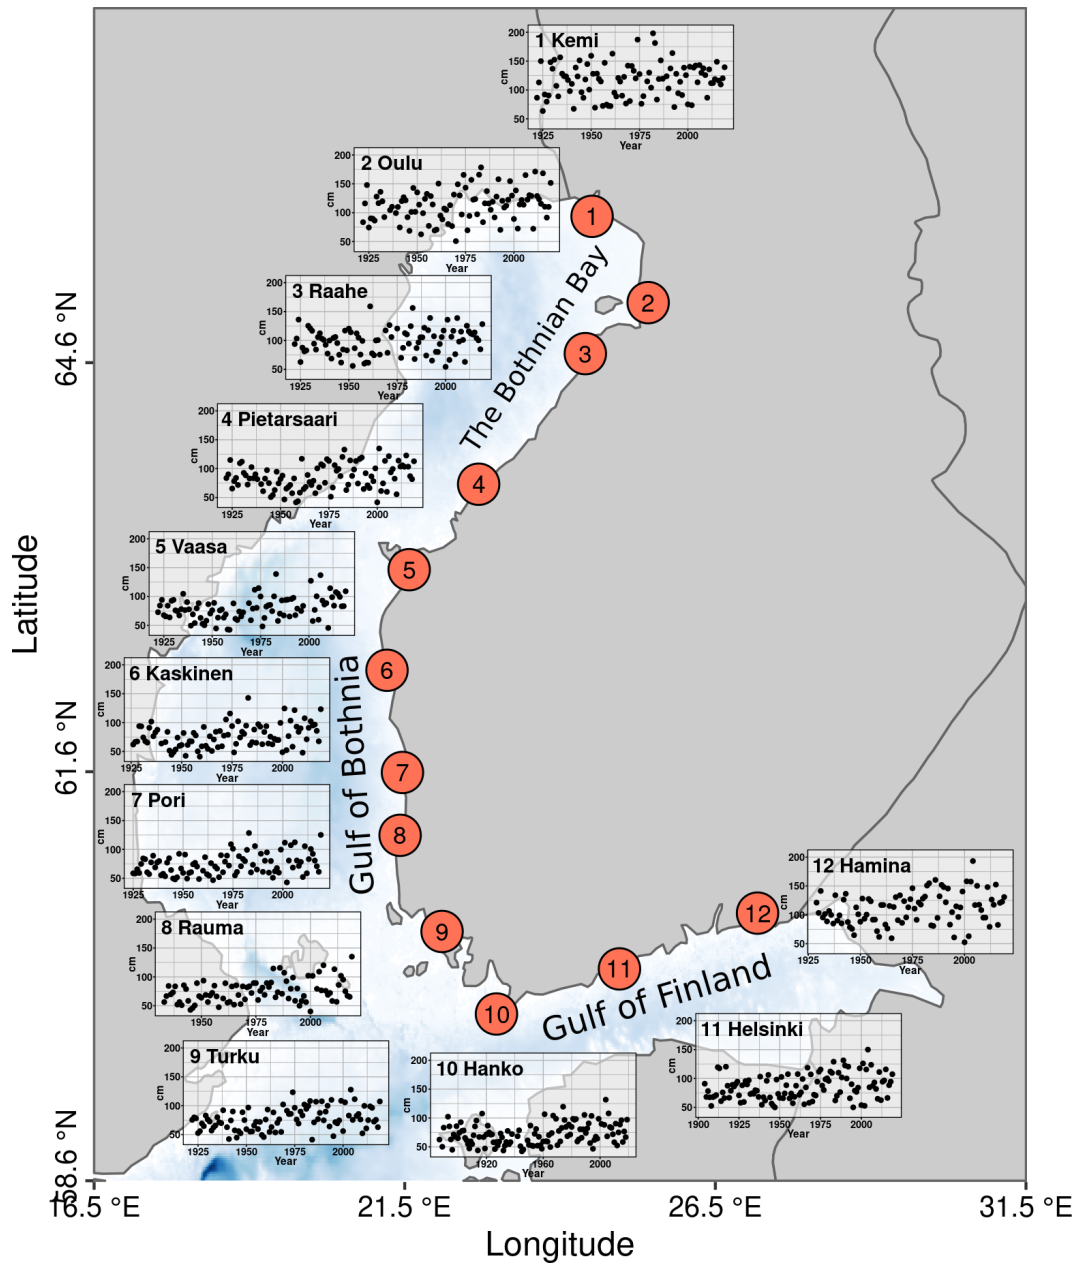 1 Kemi
200
150
100
50
cm
1925
1950
1975
2000
Year
2 Oulu
200
150
100
50
cm
1925
1950
1975
2000
Year
3 Raahe
200
150
100
50
cm
1925
1950
1975
2000
Year
4 Pietarsaari
200
150
100
50
cm
1925
1950
1975
2000
Year
5 Vaasa
200
150
100
50
cm
1925
1950
1975
2000
Year
6 Kaskinen
200
150
100
50
cm
1925
1950
1975
2000
Year
7 Pori
200
150
100
50
cm
1925
1950
1975
2000
Year
8 Rauma
200
150
100
50
cm
1950
1975
2000
Year
9 Turku
200
150
100
50
cm
1925
1950
1975
2000
Year
10 Hanko
200
150
100
50
cm
1920
1960
2000
Year
11 Helsinki
200
150
100
50
cm
1900
1925
1950
1975
2000
Year
12 Hamina
200
150
100
50
cm
1925
1950
1975
2000
Year
1
2
3
4
5
6
7
8
9
10
11
12
The Bothnian Bay
Gulf of Bothnia
Gulf of Finland
Latitude
64.6 °N
61.6 °N
58.6 °N
16.5 °E
21.5 °E
26.5 °E
31.5 °E
Longitude